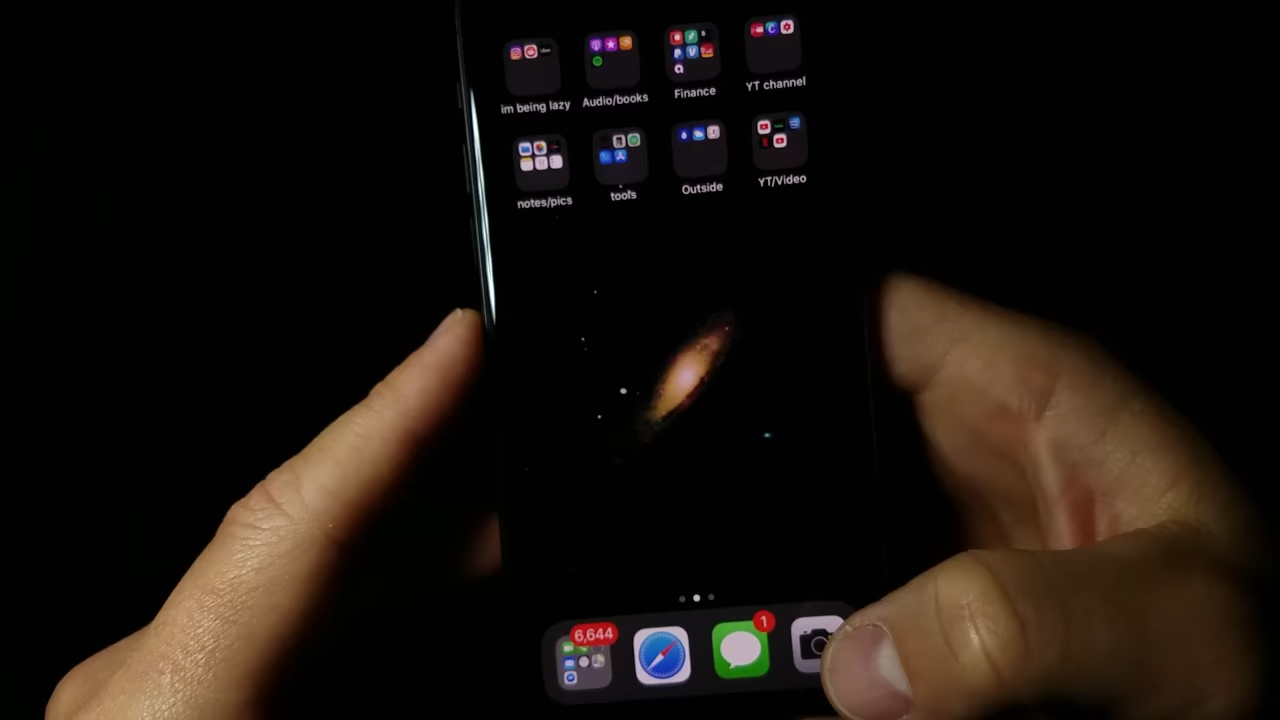 im being lazy
Audio/books
Finance
YT channel
notes/pics
tools
Outside
YT/Video
6,644
1